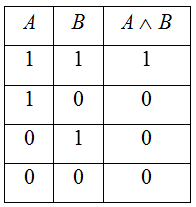 A B A ∧ B
1 1 1
1 0 0
0 1 0
0 0 0